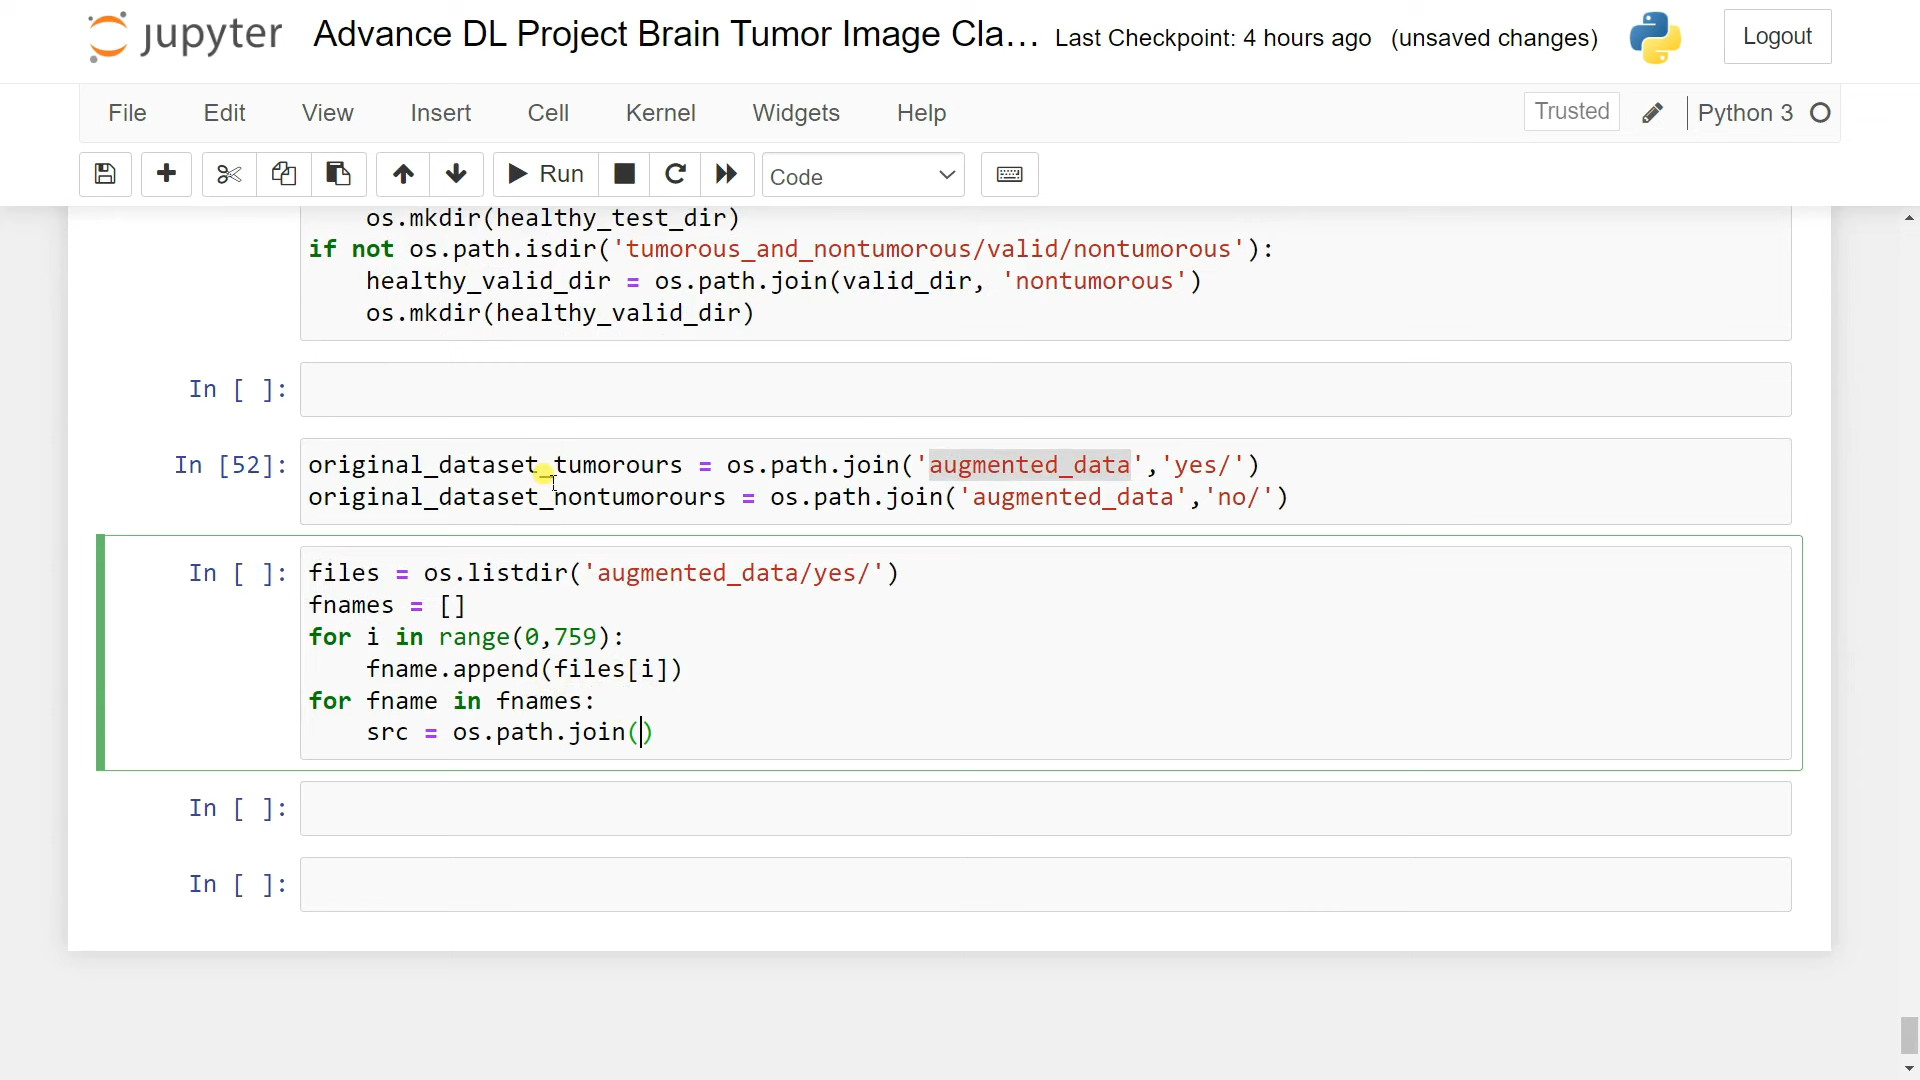 jupyter Advance DL Project Brain Tumor Image Cla... Last Checkpoint: 4 hours ago (unsaved changes) Logout
File Edit View Insert Cell Kernel Widgets Help Trusted Python 3
Run Code
os.mkdir(healthy_test_dir)
if not os.path.isdir('tumorous_and_nontumorous/valid/nontumorous'):
healthy_valid_dir = os.path.join(valid_dir, 'nontumorous')
os.mkdir(healthy_valid_dir)
In [ ]:
In [52]: original_dataset_tumorours = os.path.join('augmented_data','yes/')
original_dataset_nontumorours = os.path.join('augmented_data','no/')
In [ ]: files = os.listdir('augmented_data/yes/')
fnames = []
for i in range(0,759):
fname.append(files[i])
for fname in fnames:
src = os.path.join()
In [ ]:
In [ ]: